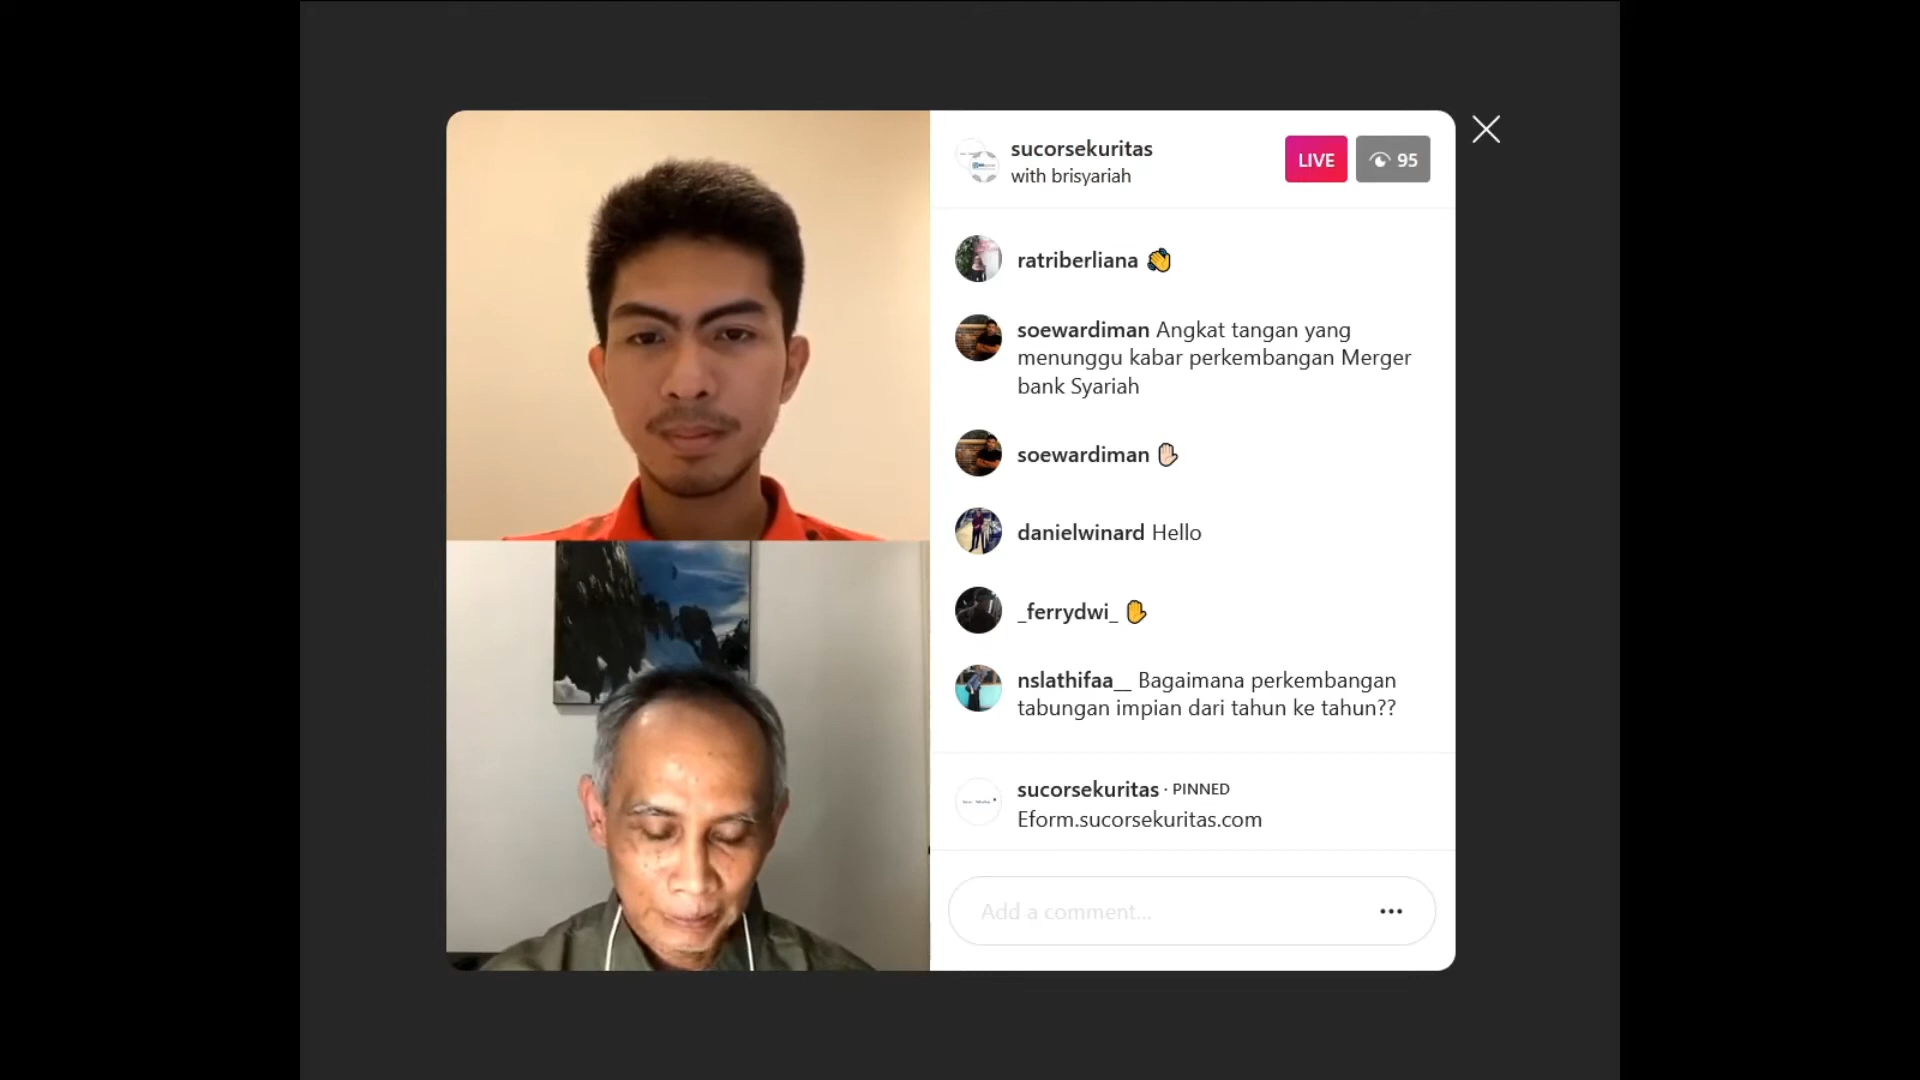 sucorsekuritas
with brisyariah
LIVE
95
ratriberliana 👏
soewardiman Angkat tangan yang
menunggu kabar perkembangan Merger
bank Syariah
soewardiman ✋🏻
danielwinard Hello
_ferrydwi_ ✋
nslathifaa__ Bagaimana perkembangan
tabungan impian dari tahun ke tahun??
sucorsekuritas · PINNED
Eform.sucorsekuritas.com
Add a comment...